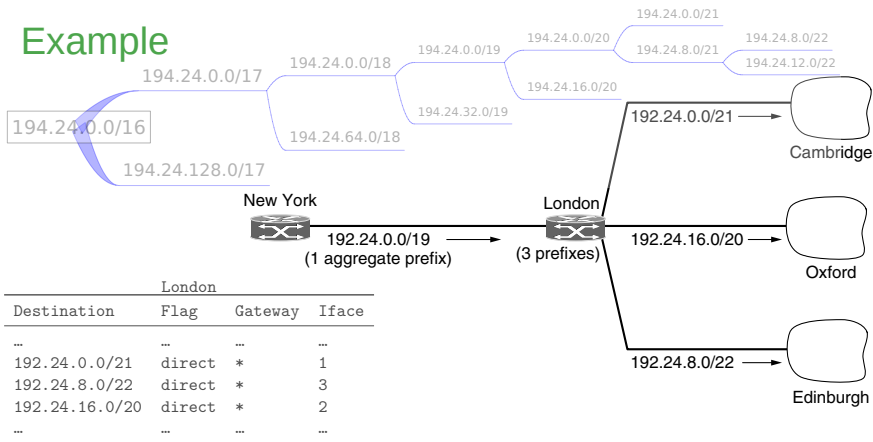 Example
194.24.0.0/16
194.24.0.0/17
194.24.128.0/17
194.24.0.0/18
194.24.64.0/18
194.24.0.0/19
194.24.32.0/19
194.24.0.0/20
194.24.16.0/20
194.24.0.0/21
194.24.8.0/21
194.24.8.0/22
194.24.12.0/22
New York
192.24.0.0/19
(1 aggregate prefix)
London
(3 prefixes)
192.24.0.0/21
Cambridge
192.24.16.0/20
Oxford
192.24.8.0/22
Edinburgh
London
Destination Flag Gateway Iface
… … … …
192.24.0.0/21 direct * 1
192.24.8.0/22 direct * 3
192.24.16.0/20 direct * 2
… … … …